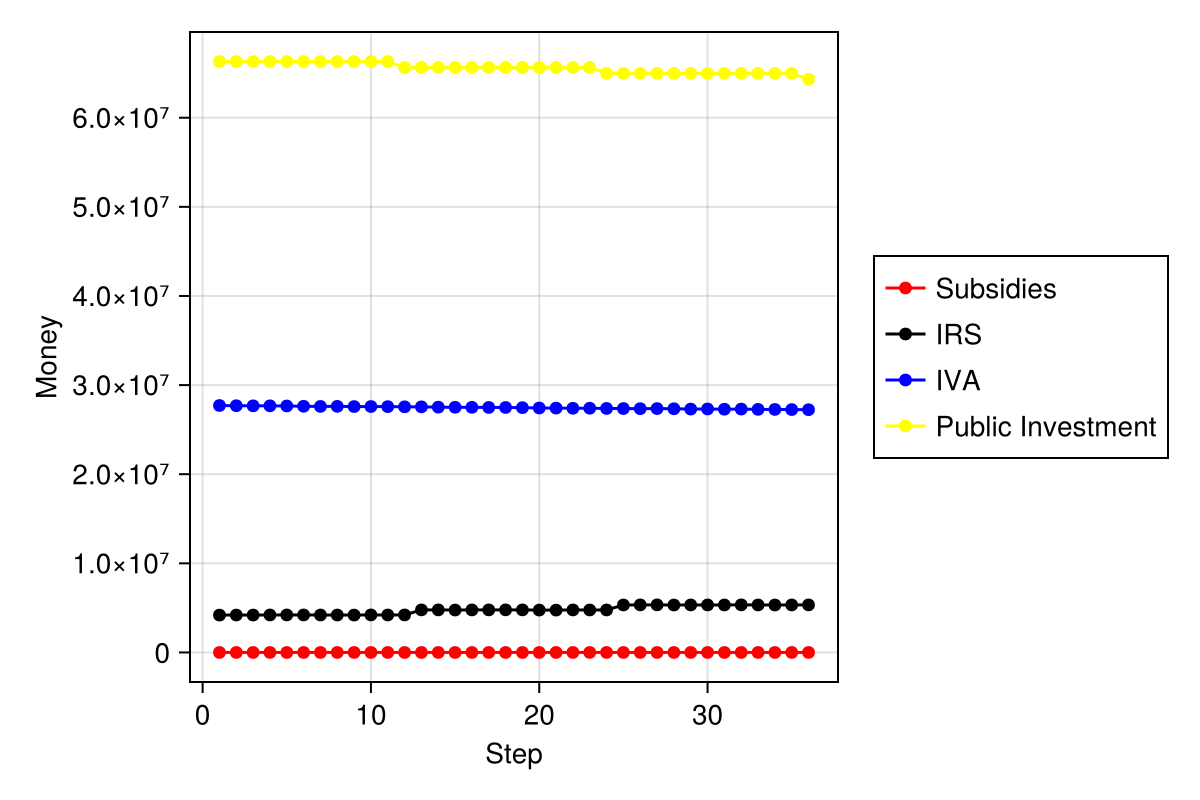 6.0×10⁷
5.0×10⁷
4.0×10⁷
3.0×10⁷
2.0×10⁷
1.0×10⁷
0
Money
0 10 20 30
Step
Subsidies
IRS
IVA
Public Investment